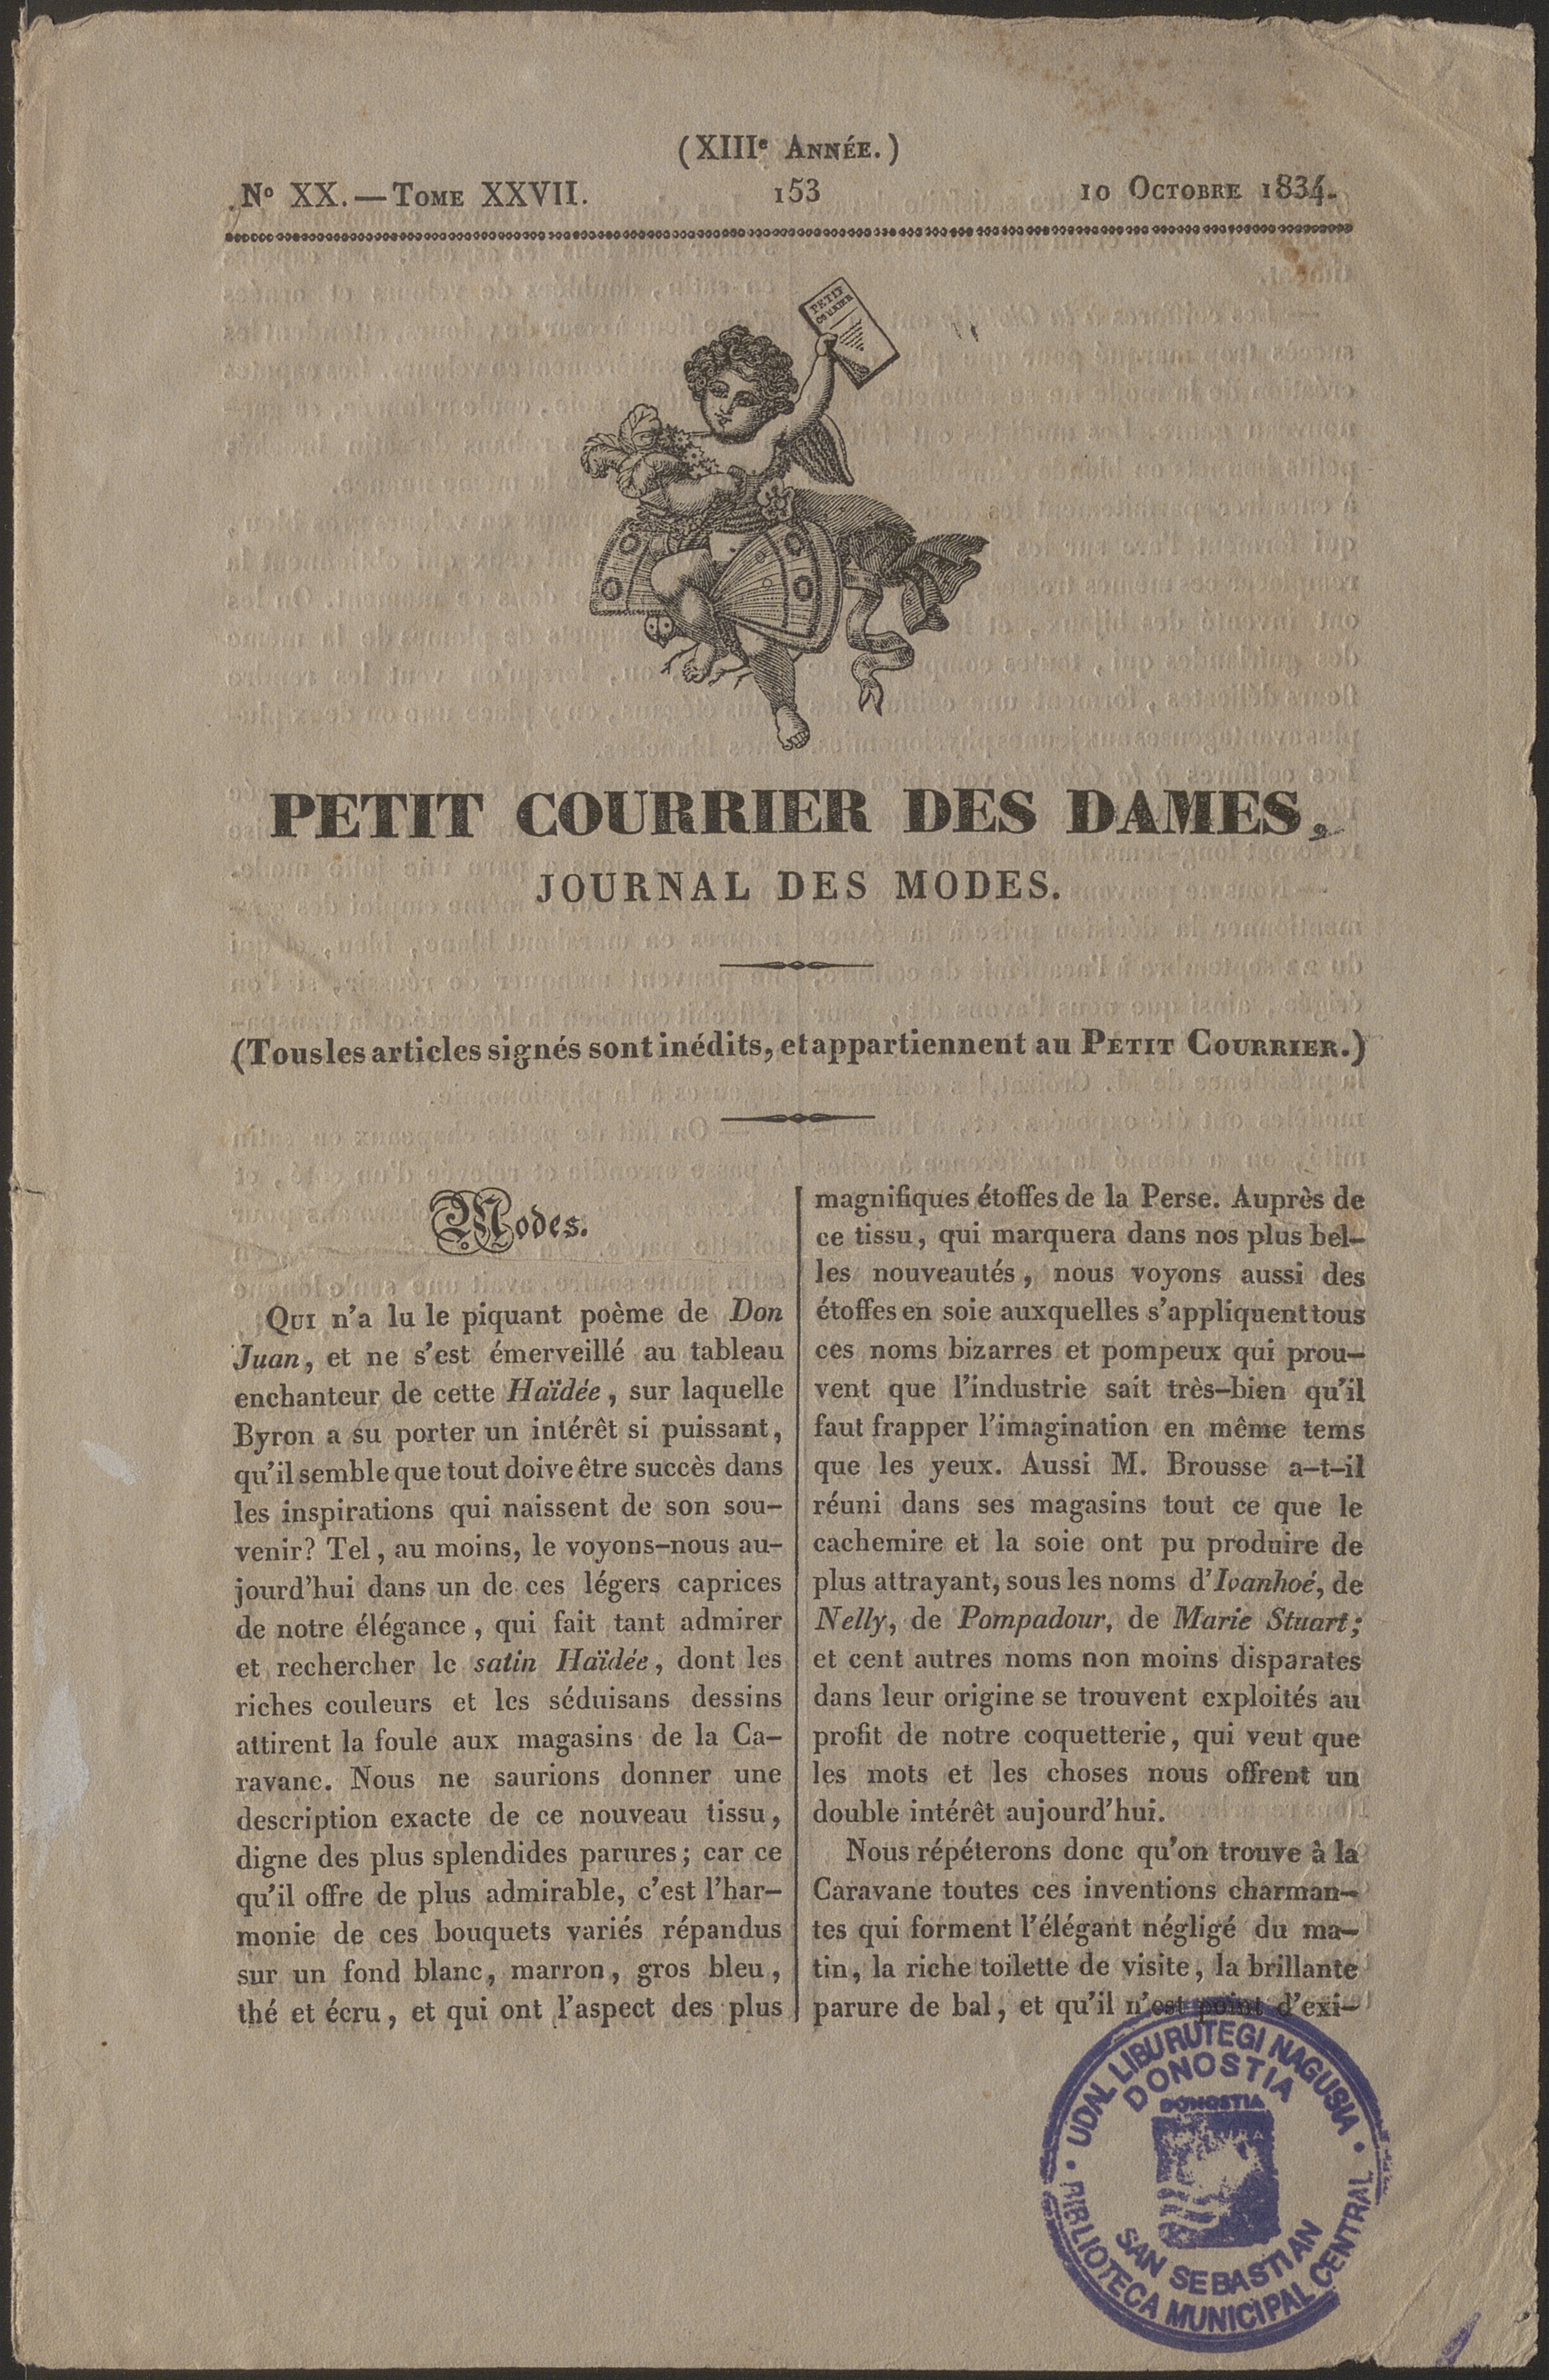 (XIIIe Année.)
No XX. — Tome XXVII.
153
10 Octobre 1834.
PETIT
COURRIER
PETIT COURRIER DES DAMES,
JOURNAL DES MODES.
(Tous les articles signés sont inédits, et appartiennent au Petit Courrier.)
Modes.
Qui n'a lu le piquant poème de Don
Juan, et ne s'est émerveillé au tableau
enchanteur de cette Haïdée, sur laquelle
Byron a su porter un intérêt si puissant,
qu'il semble que tout doive être succès dans
les inspirations qui naissent de son sou-
venir? Tel, au moins, le voyons-nous au-
jourd'hui dans un de ces légers caprices
de notre élégance, qui fait tant admirer
et rechercher le satin Haïdée, dont les
riches couleurs et les séduisans dessins
attirent la foule aux magasins de la Ca-
ravane. Nous ne saurions donner une
description exacte de ce nouveau tissu,
digne des plus splendides parures; car ce
qu'il offre de plus admirable, c'est l'har-
monie de ces bouquets variés répandus
sur un fond blanc, marron, gros bleu,
thé et écru, et qui ont l'aspect des plus
magnifiques étoffes de la Perse. Auprès de
ce tissu, qui marquera dans nos plus bel-
les nouveautés, nous voyons aussi des
étoffes en soie auxquelles s'appliquent tous
ces noms bizarres et pompeux qui prou-
vent que l'industrie sait très-bien qu'il
faut frapper l'imagination en même tems
que les yeux. Aussi M. Brousse a-t-il
réuni dans ses magasins tout ce que le
cachemire et la soie ont pu produire de
plus attrayant, sous les noms d'Ivanhoé, de
Nelly, de Pompadour, de Marie Stuart;
et cent autres noms non moins disparates
dans leur origine se trouvent exploités au
profit de notre coquetterie, qui veut que
les mots et les choses nous offrent un
double intérêt aujourd'hui.
Nous répéterons donc qu'on trouve à la
Caravane toutes ces inventions charman-
tes qui forment l'élégant négligé du ma-
tin, la riche toilette de visite, la brillante
parure de bal, et qu'il n'est point d'exi-
UDAL LIBURUTEGI NAGUSIA
DONOSTIA
DONOSTIA
SAN SEBASTIAN
BIBLIOTECA MUNICIPAL CENTRAL